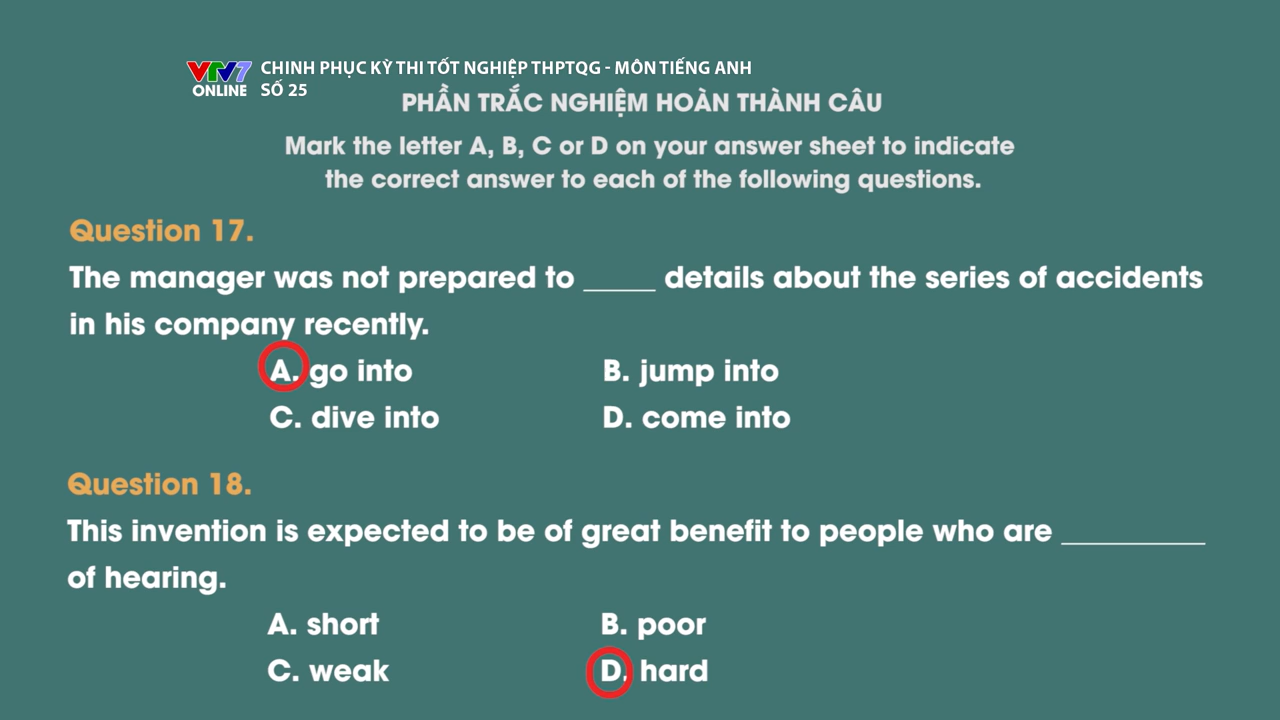 VTV7
ONLINE
CHINH PHỤC KỲ THI TỐT NGHIỆP THPTQG - MÔN TIẾNG ANH
SỐ 25
PHẦN TRẮC NGHIỆM HOÀN THÀNH CÂU
Mark the letter A, B, C or D on your answer sheet to indicate
the correct answer to each of the following questions.
Question 17.
The manager was not prepared to _____ details about the series of accidents
in his company recently.
A. go into B. jump into
C. dive into D. come into
Question 18.
This invention is expected to be of great benefit to people who are __________
of hearing.
A. short B. poor
C. weak D. hard